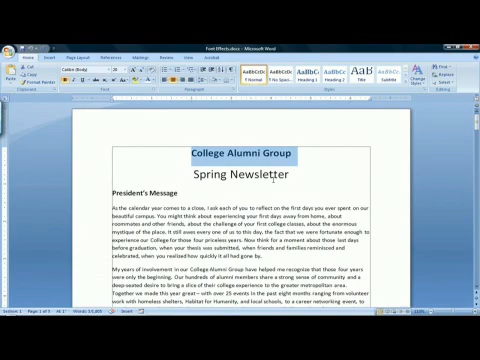 Font Effects.docx - Microsoft Word
Home Insert Page Layout References Mailings Review View Developer Acrobat
Cut
Copy
Format Painter
Paste
Calibri (Body) 20
AaBbCcDc AaBbCcDc AaBbCc AaBbCc AaB AaBbCc
¶ Normal ¶ No Spaci... Heading 1 Heading 2 Title Subtitle
Change Styles
Find
Replace
Select
Clipboard Font Paragraph Styles Editing
College Alumni Group
Spring Newsletter
President's Message
As the calendar year comes to a close, I ask each of you to reflect on the first days you ever spent on our
beautiful campus. You might think about experiencing your first days away from home, about
roommates and other friends, about the challenge of your first college classes, about the enormous
mystique of the place. It still awes every one of us to this day, the fact that we were fortunate enough to
experience our College for those four priceless years. Now think for a moment about those last days
before graduation, when your thesis was submitted, when friends and families reminisced and
celebrated, when you realized how quickly it all had gone by.
My years of involvement in our College Alumni Group have helped me recognize that those four years
were only the beginning. Our hundreds of alumni members share a strong sense of community and a
deep-seated desire to bring a slice of their college experience to the greater metropolitan area.
Together we made this year great – with over 25 events in the past eight months ranging from volunteer
work with homeless shelters, Habitat for Humanity, and local schools, to a career networking event, to
Page: 1 of 3 Words: 3/1,005 Insert